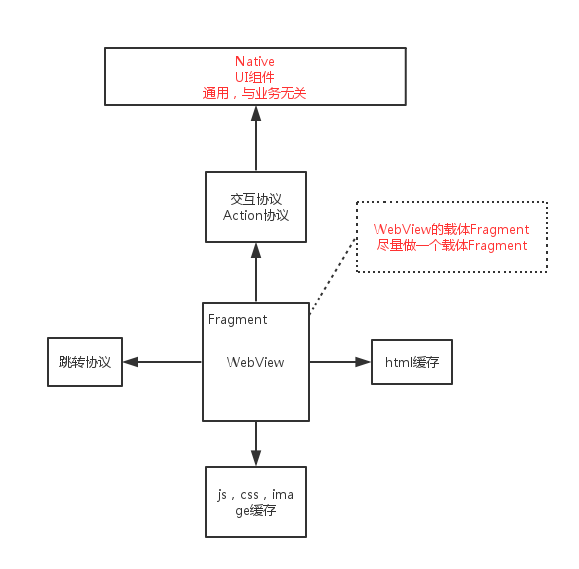 Native
UI组件
通用，与业务无关
交互协议
Action协议
WebView的载体Fragment
尽量做一个载体Fragment
Fragment
跳转协议
WebView
html缓存
js，css，ima
ge缓存